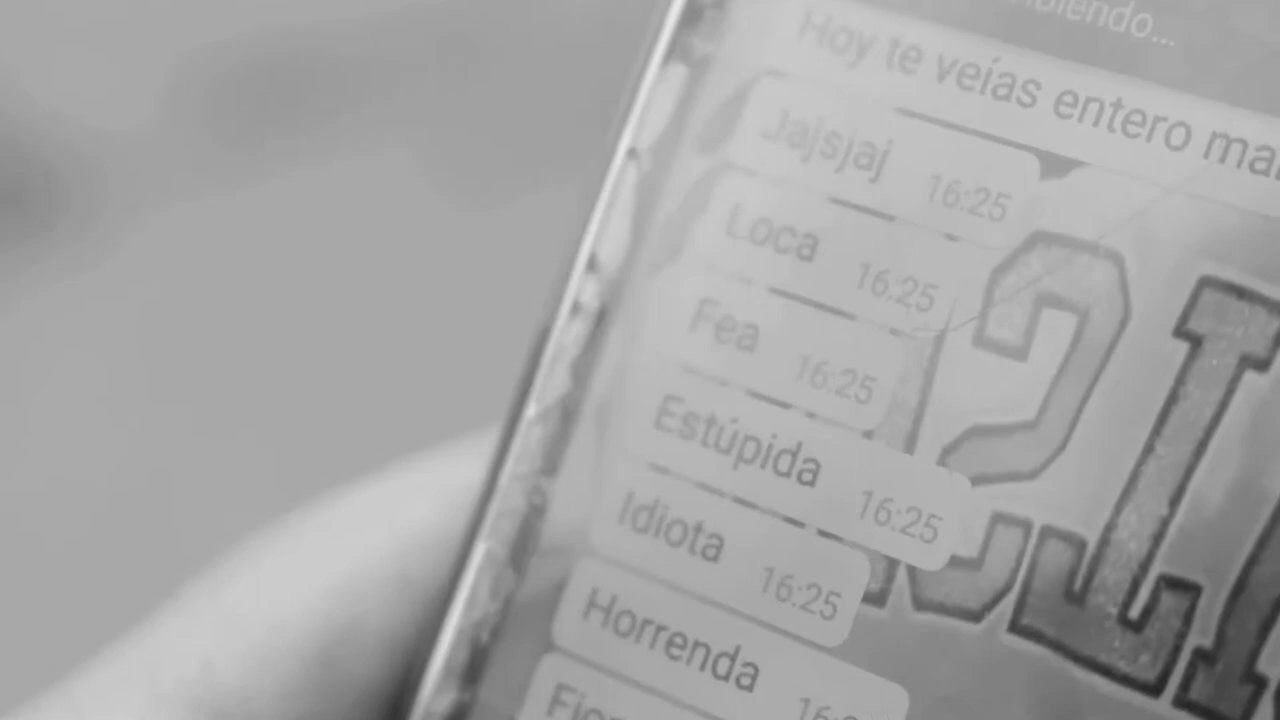 Hoy te veías entero
Jajsjaj 16:25
Loca 16:25
Fea 16:25
Estúpida 16:25
Idiota 16:25
Horrenda